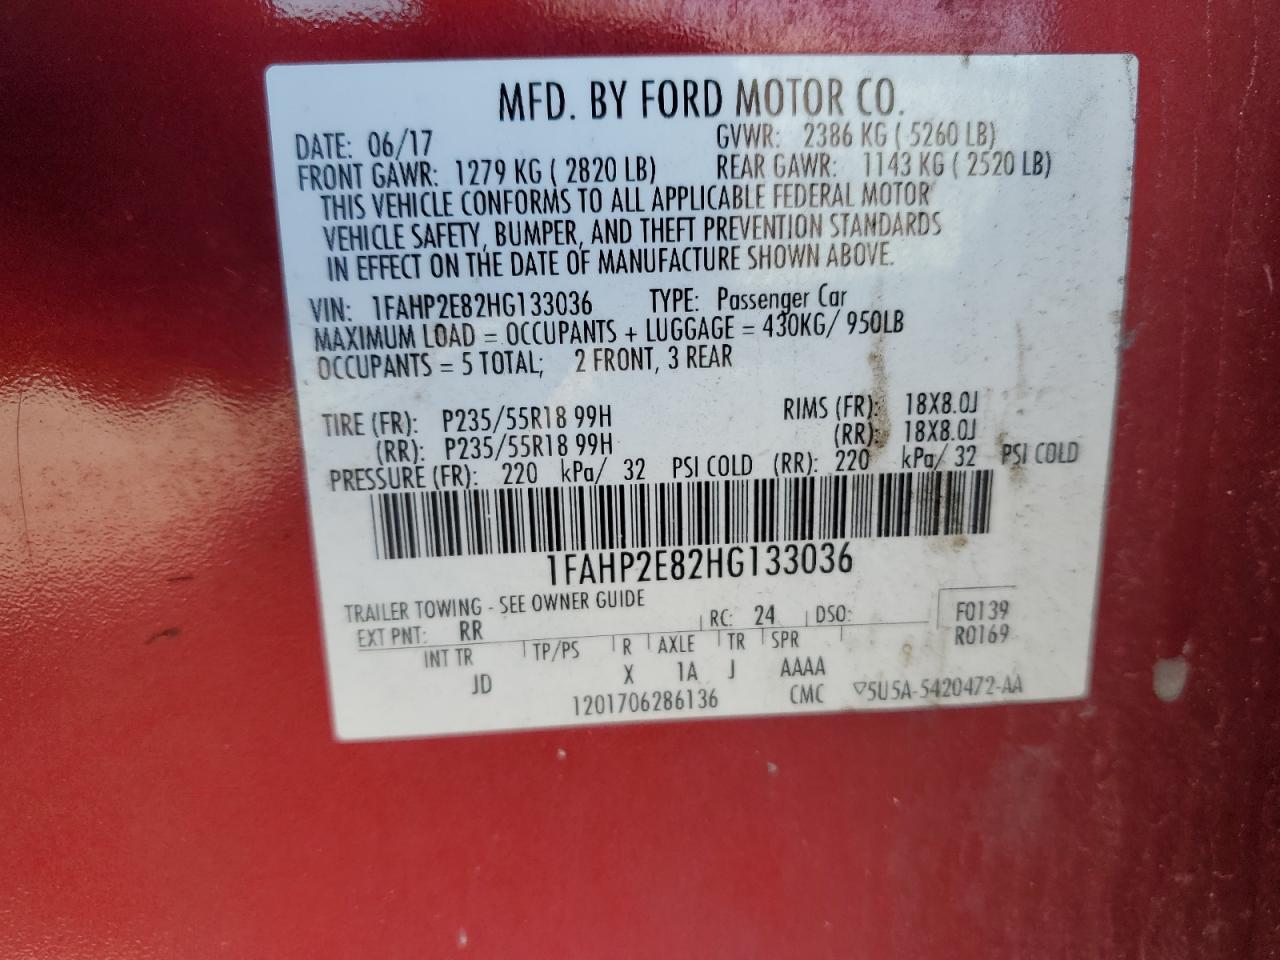 MFD. BY FORD MOTOR CO.
DATE: 06/17 GVWR: 2386 KG ( 5260 LB)
FRONT GAWR: 1279 KG ( 2820 LB) REAR GAWR: 1143 KG ( 2520 LB)
THIS VEHICLE CONFORMS TO ALL APPLICABLE FEDERAL MOTOR
VEHICLE SAFETY, BUMPER, AND THEFT PREVENTION STANDARDS
IN EFFECT ON THE DATE OF MANUFACTURE SHOWN ABOVE.
VIN: 1FAHP2E82HG133036 TYPE: Passenger Car
MAXIMUM LOAD = OCCUPANTS + LUGGAGE = 430KG/ 950LB
OCCUPANTS = 5 TOTAL; 2 FRONT, 3 REAR
TIRE (FR): P235/55R18 99H RIMS (FR): 18X8.0J
(RR): P235/55R18 99H (RR): 18X8.0J
PRESSURE (FR): 220 kPa/ 32 PSI COLD (RR): 220 kPa/ 32 PSI COLD
1FAHP2E82HG133036
TRAILER TOWING - SEE OWNER GUIDE
EXT PNT: RR RC: 24 DSO: F0139
R0169
INT TR TP/PS R AXLE TR SPR
JD X 1A J AAAA
1201706286136 CMC ▽5U5A-5420472-AA